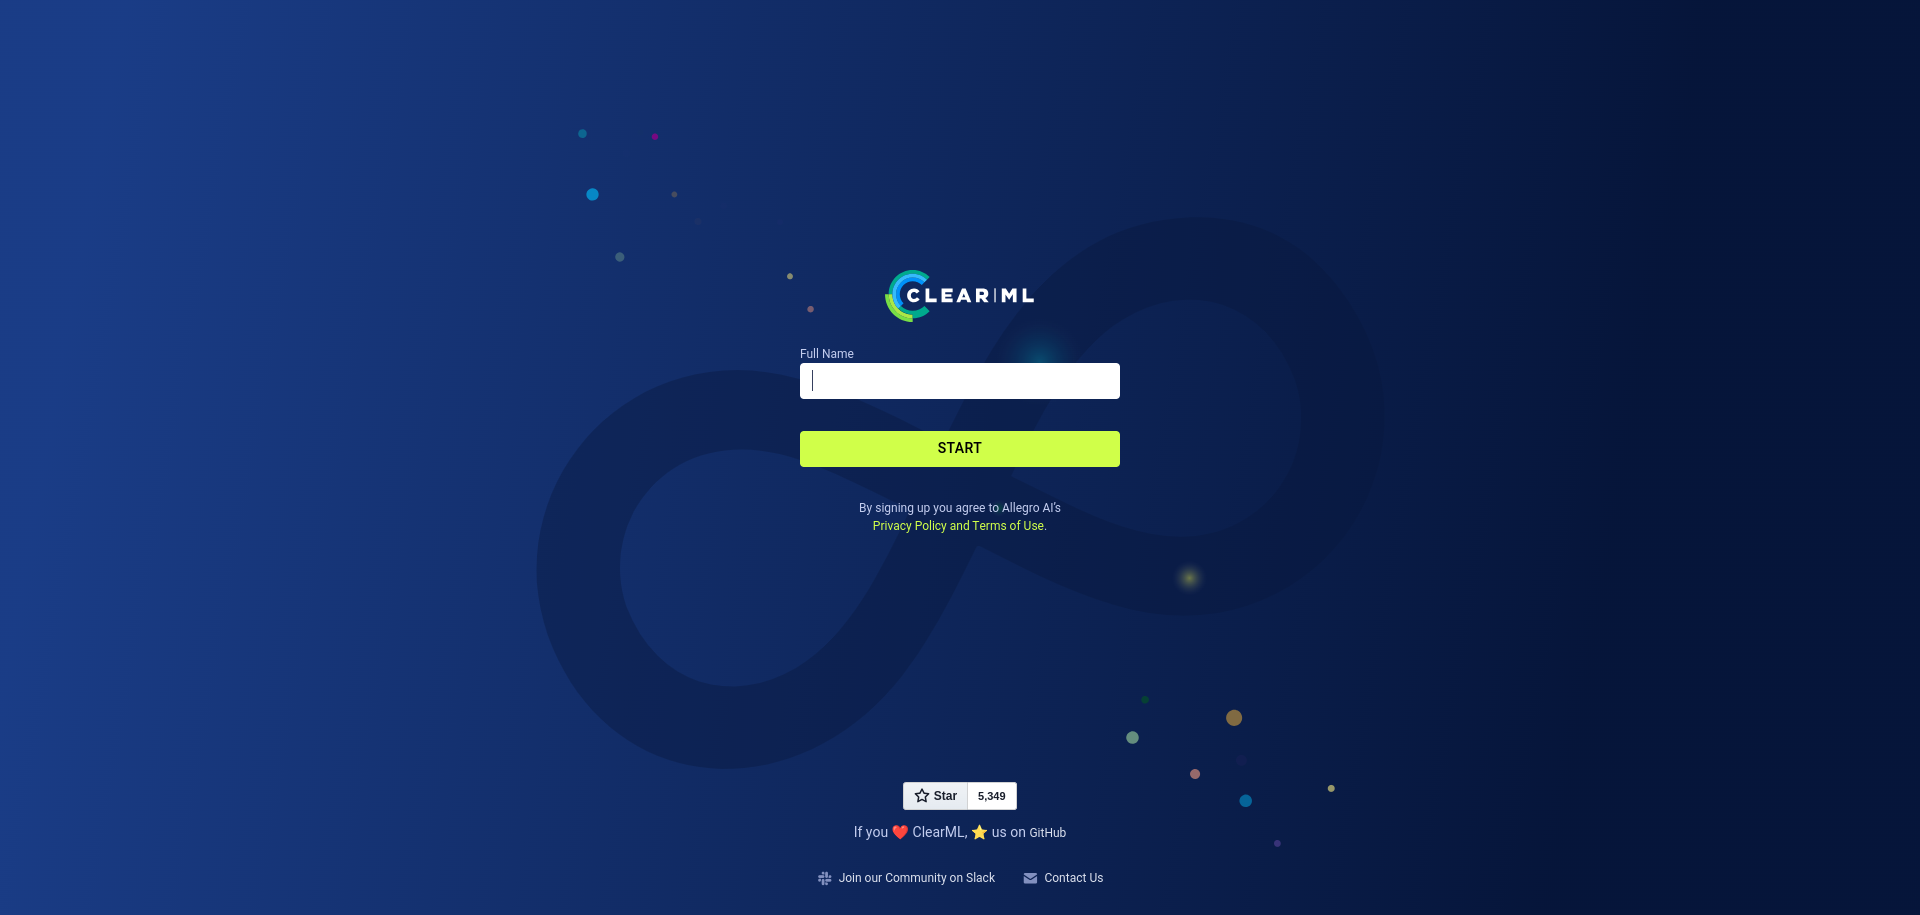 CLEAR|ML
Full Name
START
By signing up you agree to Allegro AI's
Privacy Policy and Terms of Use.
Star 5,349
If you ❤️ ClearML, ⭐ us on GitHub
Join our Community on Slack Contact Us